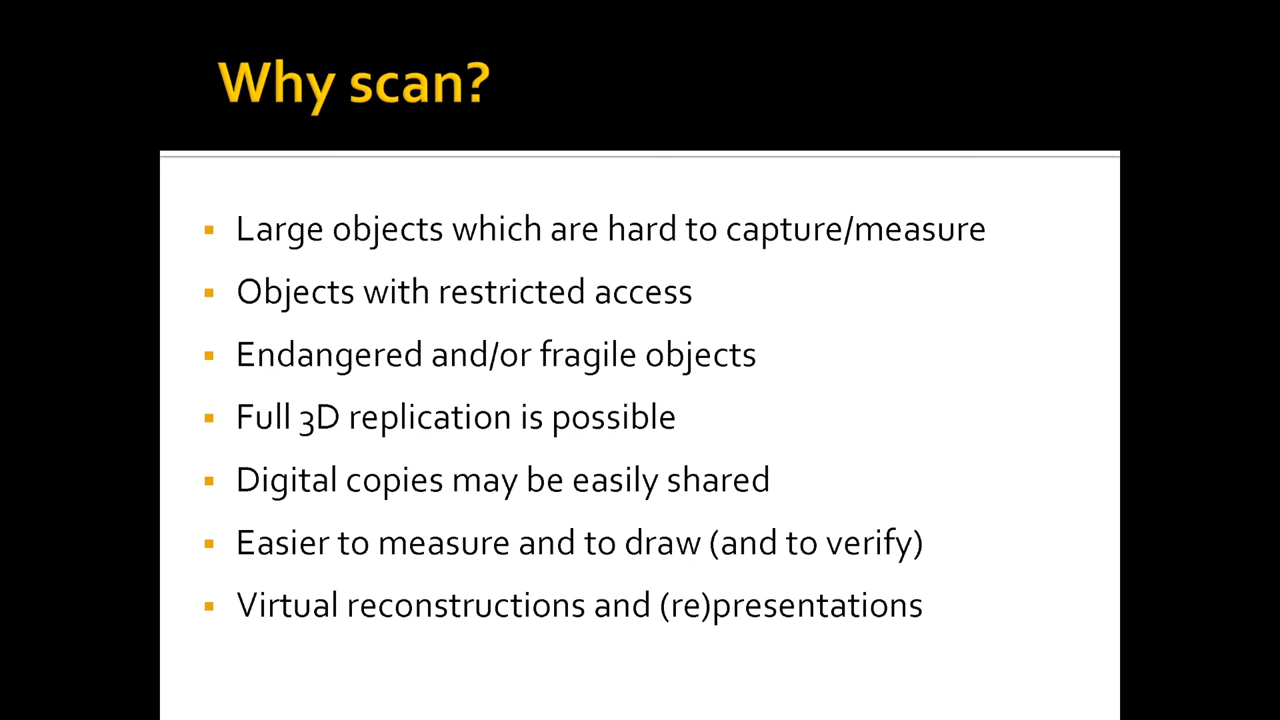 Why scan?
Large objects which are hard to capture/measure
Objects with restricted access
Endangered and/or fragile objects
Full 3D replication is possible
Digital copies may be easily shared
Easier to measure and to draw (and to verify)
Virtual reconstructions and (re)presentations